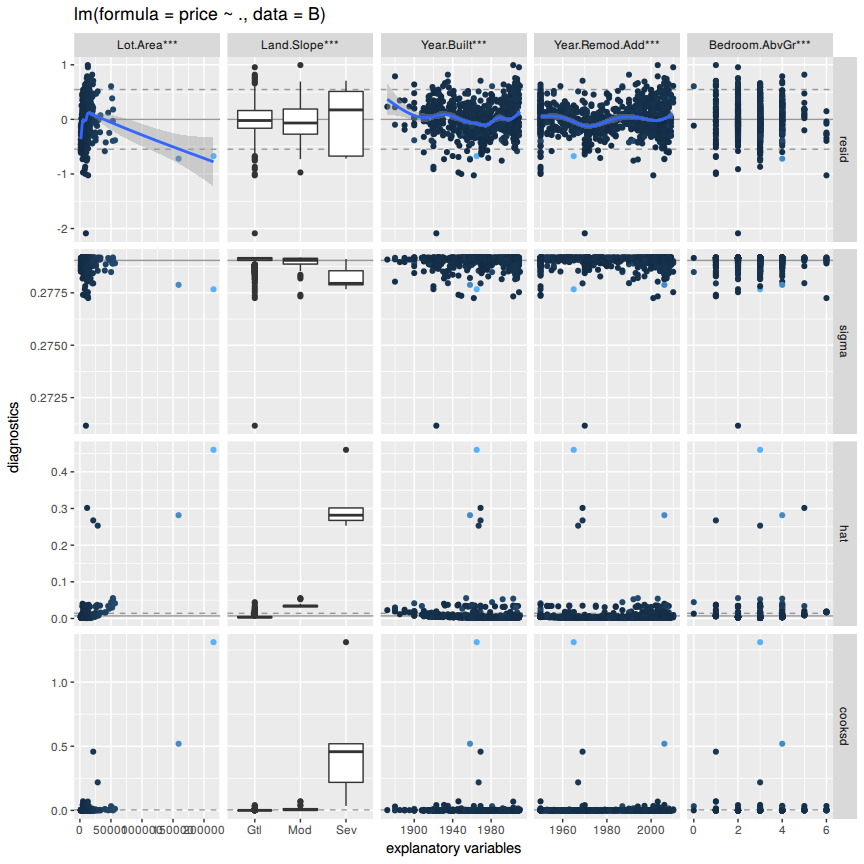 lm(formula = price ~ ., data = B)
Lot.Area*** Land.Slope*** Year.Built*** Year.Remod.Add*** Bedroom.AbvGr***
1
0
-1
-2
resid
0.2775
0.2750
0.2725
sigma
0.4
0.3
0.2
0.1
0.0
hat
1.0
0.5
0.0
cooksd
diagnostics
0 50000 100000 150000 200000 Gtl Mod Sev 1900 1940 1980 1960 1980 2000 0 2 4 6
explanatory variables